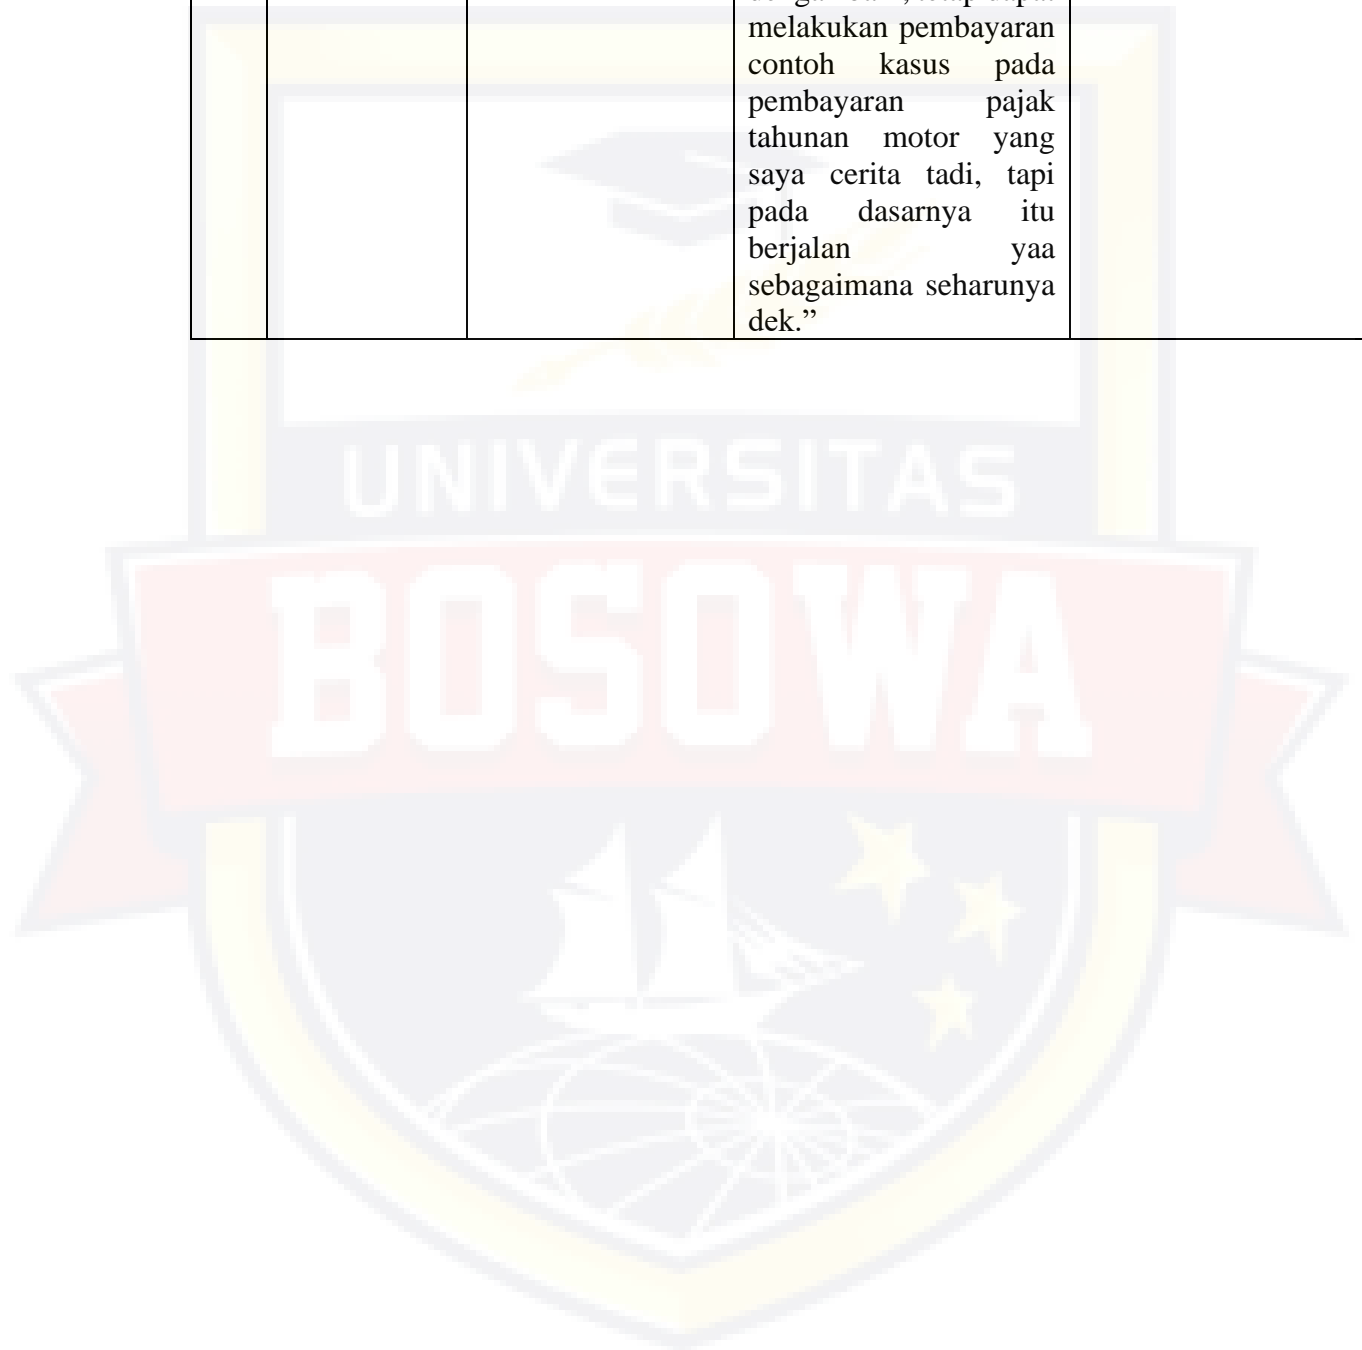 melakukan pembayaran
contoh kasus pada
pembayaran pajak
tahunan motor yang
saya cerita tadi, tapi
pada dasarnya itu
berjalan yaa
sebagaimana seharunya
dek.”
UNIVERSITAS
BOSOWA